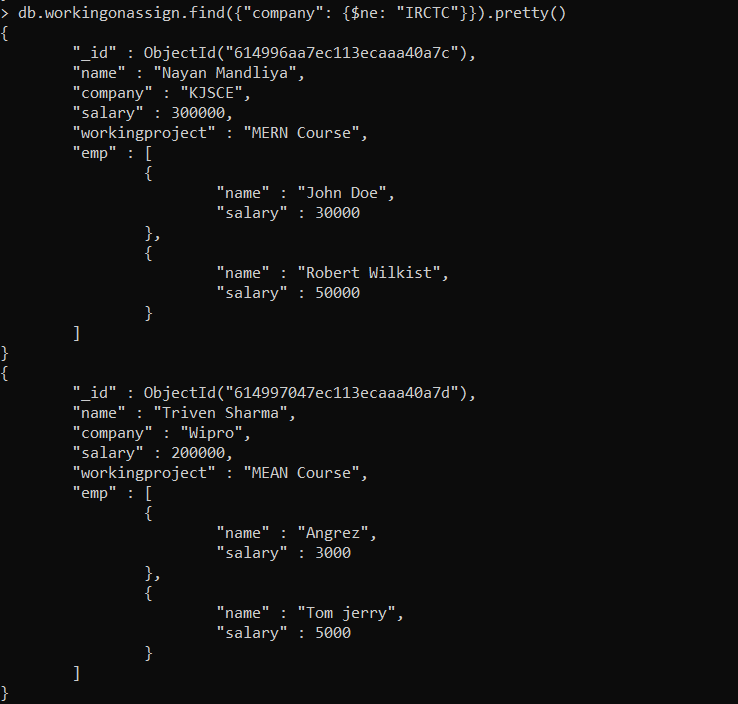 > db.workingonassign.find({"company": {$ne: "IRCTC"}}).pretty()
{
        "_id" : ObjectId("614996aa7ec113ecaaa40a7c"),
        "name" : "Nayan Mandliya",
        "company" : "KJSCE",
        "salary" : 300000,
        "workingproject" : "MERN Course",
        "emp" : [
                {
                        "name" : "John Doe",
                        "salary" : 30000
                },
                {
                        "name" : "Robert Wilkist",
                        "salary" : 50000
                }
        ]
}
{
        "_id" : ObjectId("614997047ec113ecaaa40a7d"),
        "name" : "Triven Sharma",
        "company" : "Wipro",
        "salary" : 200000,
        "workingproject" : "MEAN Course",
        "emp" : [
                {
                        "name" : "Angrez",
                        "salary" : 3000
                },
                {
                        "name" : "Tom jerry",
                        "salary" : 5000
                }
        ]
}